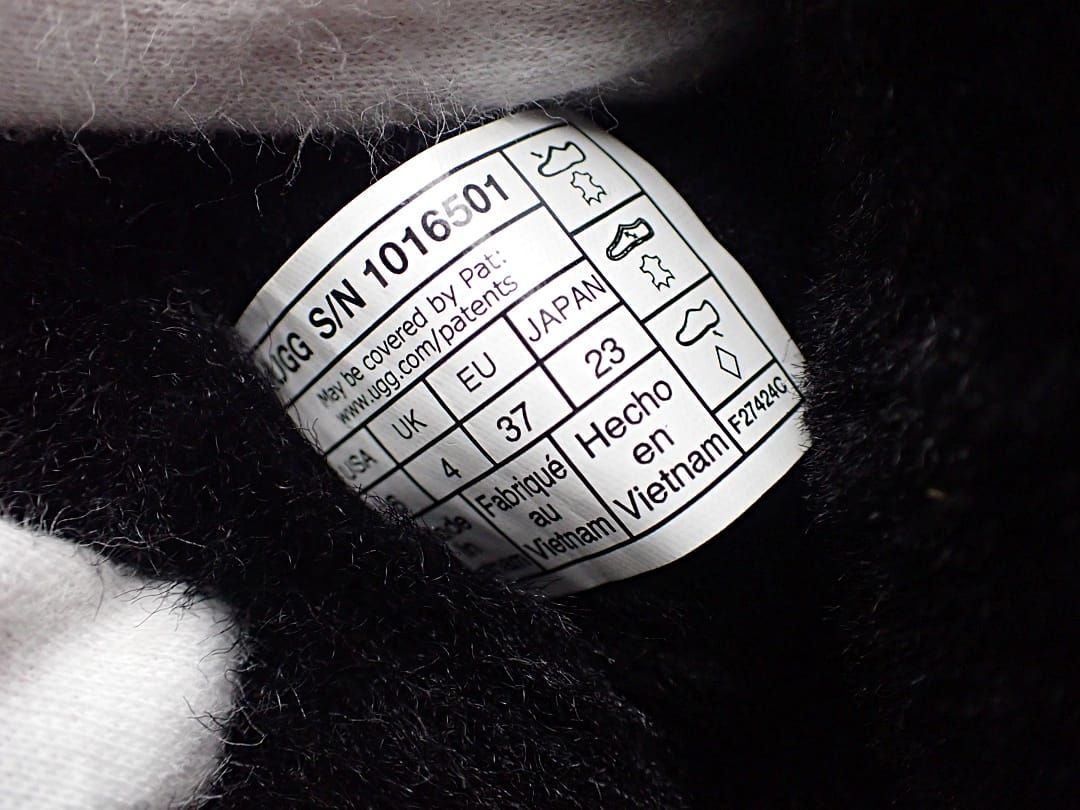 UGG S/N 1016501
May be covered by Pat:
www.ugg.com/patents
USA UK EU JAPAN
4 37 23
Fabriqué
au
Vietnam
Hecho
en
Vietnam
F27424C